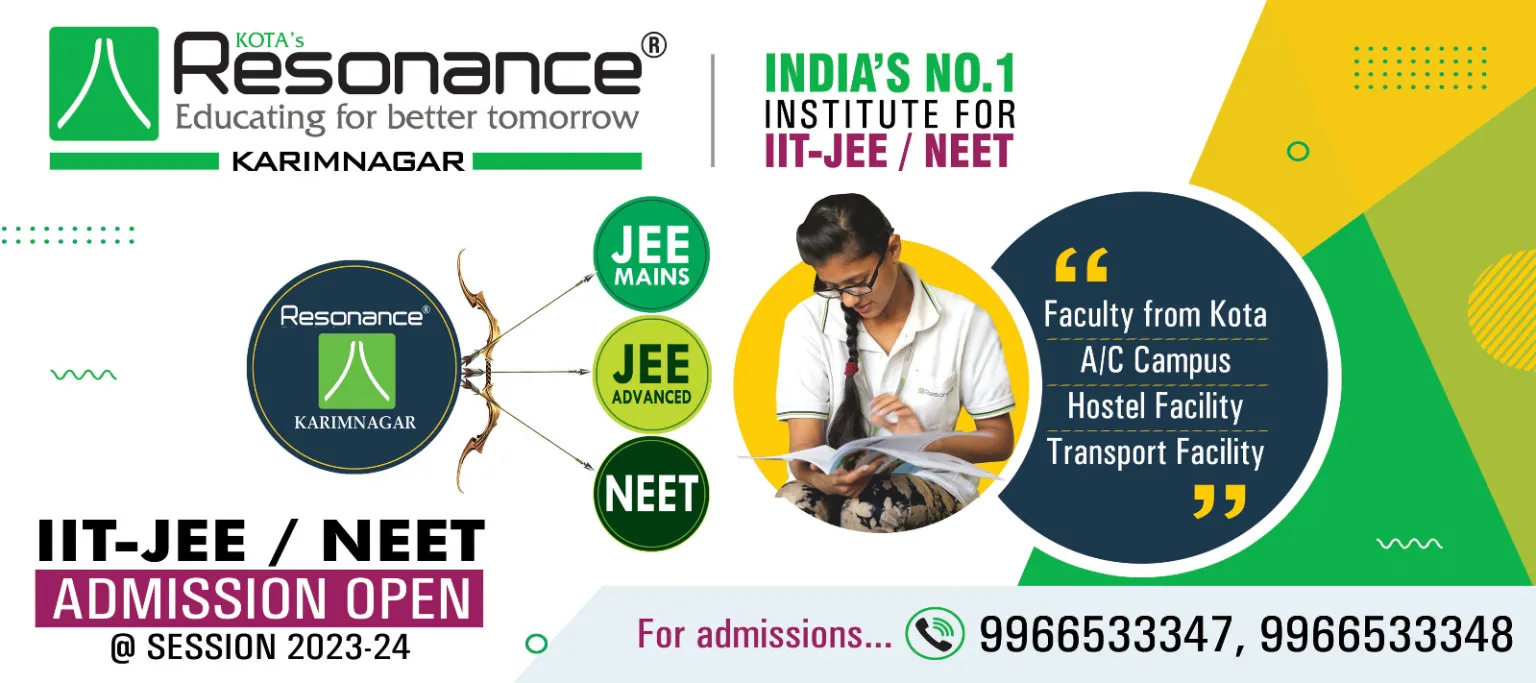 KOTA's
Resonance®
Educating for better tomorrow
KARIMNAGAR
INDIA'S NO.1
INSTITUTE FOR
IIT-JEE / NEET
Resonance®
KARIMNAGAR
JEE
MAINS
JEE
ADVANCED
NEET
Resonance
“
Faculty from Kota
A/C Campus
Hostel Facility
Transport Facility
”
IIT-JEE / NEET
ADMISSION OPEN
@ SESSION 2023-24
For admissions... 9966533347, 9966533348